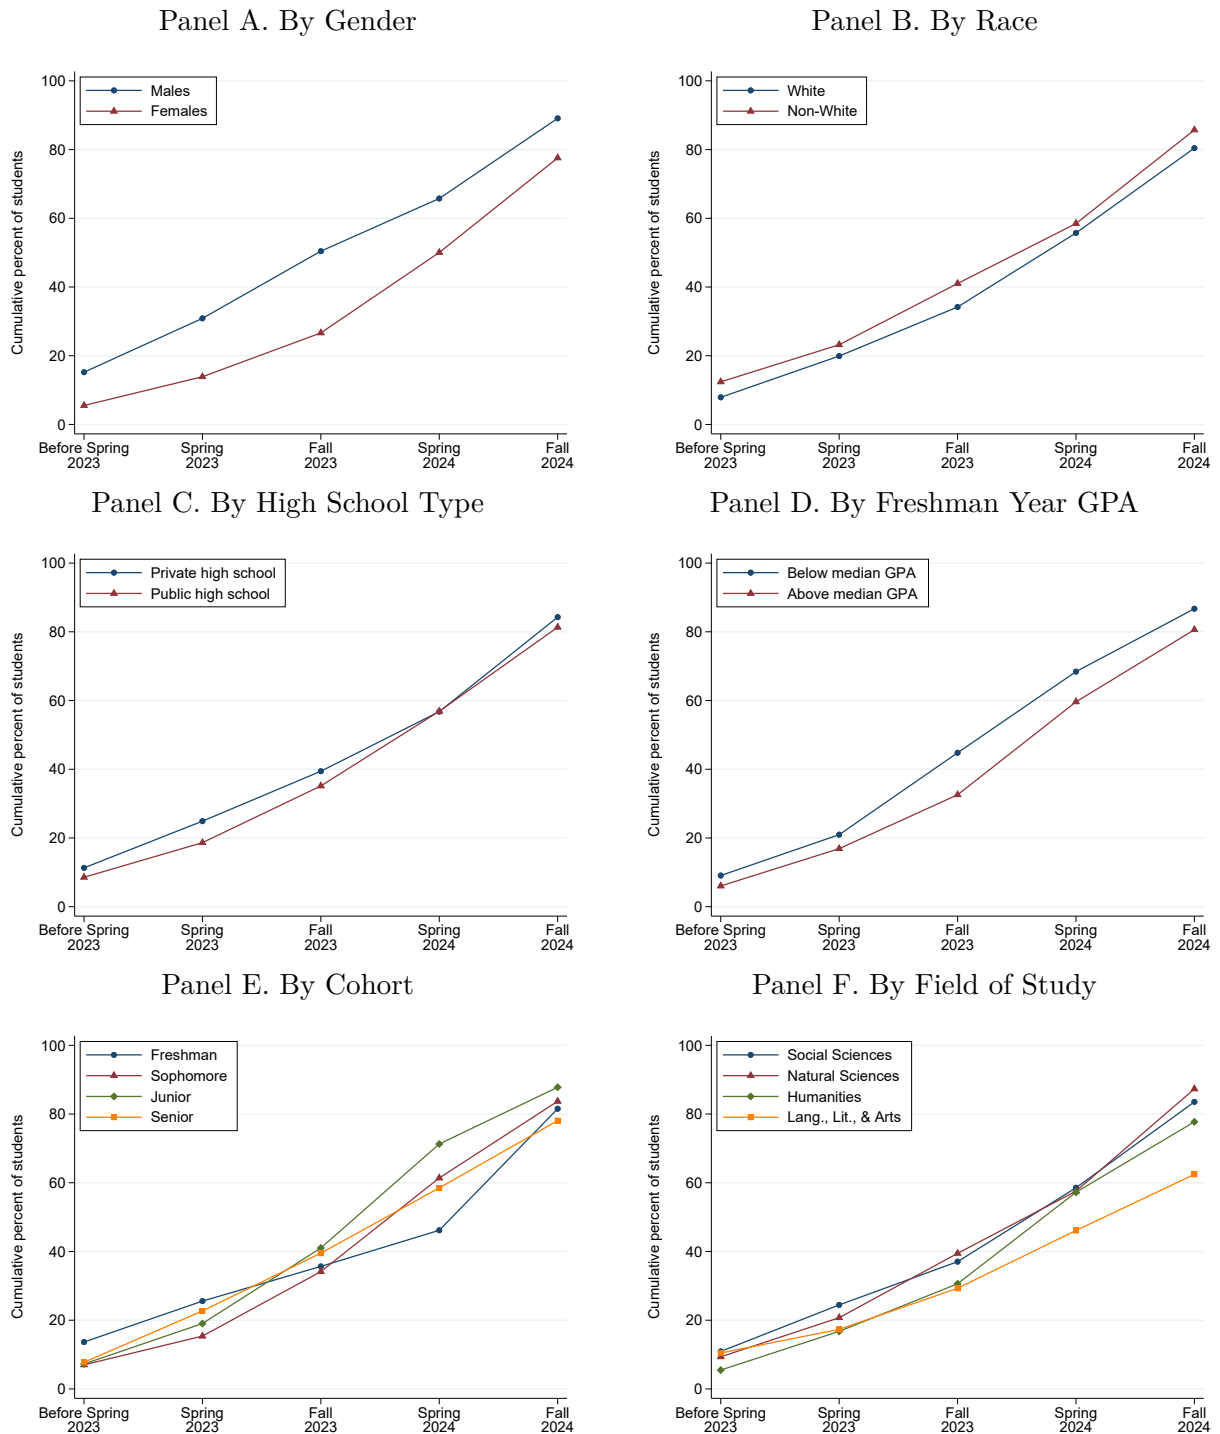 Panel A. By Gender
Cumulative percent of students
100
80
60
40
20
0
Males
Females
Before Spring 2023
Spring 2023
Fall 2023
Spring 2024
Fall 2024
Panel B. By Race
Cumulative percent of students
100
80
60
40
20
0
White
Non-White
Before Spring 2023
Spring 2023
Fall 2023
Spring 2024
Fall 2024
Panel C. By High School Type
Cumulative percent of students
100
80
60
40
20
0
Private high school
Public high school
Before Spring 2023
Spring 2023
Fall 2023
Spring 2024
Fall 2024
Panel D. By Freshman Year GPA
Cumulative percent of students
100
80
60
40
20
0
Below median GPA
Above median GPA
Before Spring 2023
Spring 2023
Fall 2023
Spring 2024
Fall 2024
Panel E. By Cohort
Cumulative percent of students
100
80
60
40
20
0
Freshman
Sophomore
Junior
Senior
Before Spring 2023
Spring 2023
Fall 2023
Spring 2024
Fall 2024
Panel F. By Field of Study
Cumulative percent of students
100
80
60
40
20
0
Social Sciences
Natural Sciences
Humanities
Lang., Lit., & Arts
Before Spring 2023
Spring 2023
Fall 2023
Spring 2024
Fall 2024